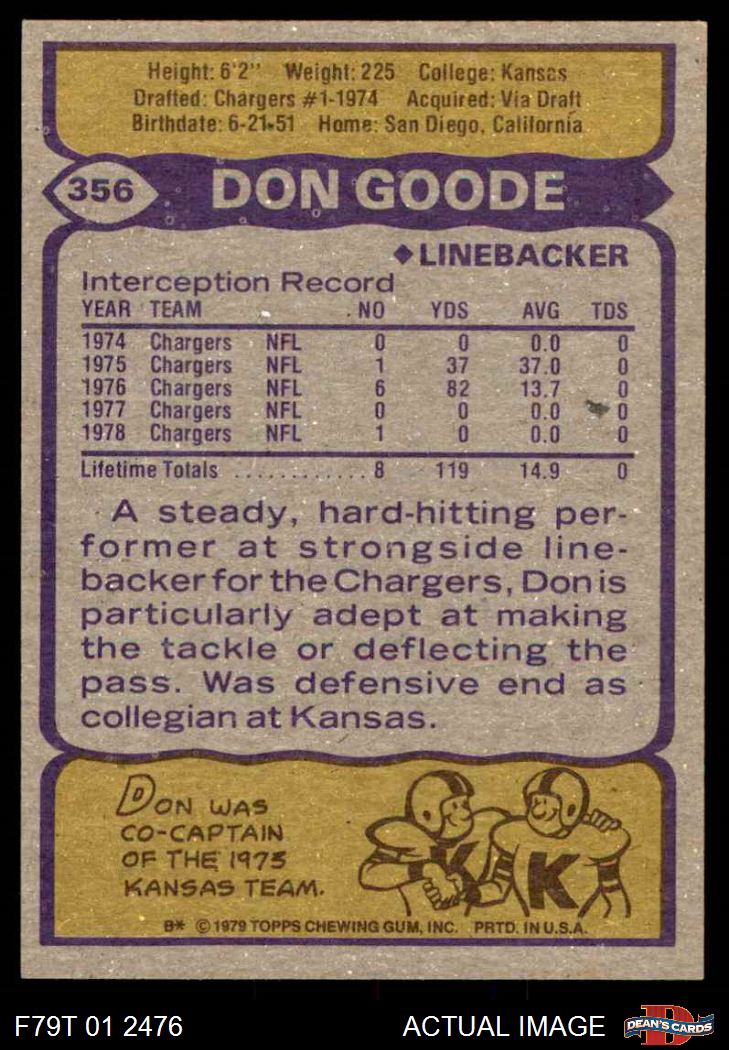 Height: 6'2" Weight: 225 College: Kansas
Drafted: Chargers #1-1974 Acquired: Via Draft
Birthdate: 6-21-51 Home: San Diego, California
356 DON GOODE
◆LINEBACKER
Interception Record
YEAR TEAM NO YDS AVG TDS
1974 Chargers NFL 0 0 0.0 0
1975 Chargers NFL 1 37 37.0 0
1976 Chargers NFL 6 82 13.7 0
1977 Chargers NFL 0 0 0.0 0
1978 Chargers NFL 1 0 0.0 0
Lifetime Totals ............ 8 119 14.9 0
A steady, hard-hitting per-
former at strongside line-
backer for the Chargers, Don is
particularly adept at making
the tackle or deflecting the
pass. Was defensive end as
collegian at Kansas.
DON WAS
CO-CAPTAIN
OF THE 1973
KANSAS TEAM.
K K
B* © 1979 TOPPS CHEWING GUM, INC. PRTD. IN U.S.A.
F79T 01 2476 ACTUAL IMAGE DEAN'S CARDS